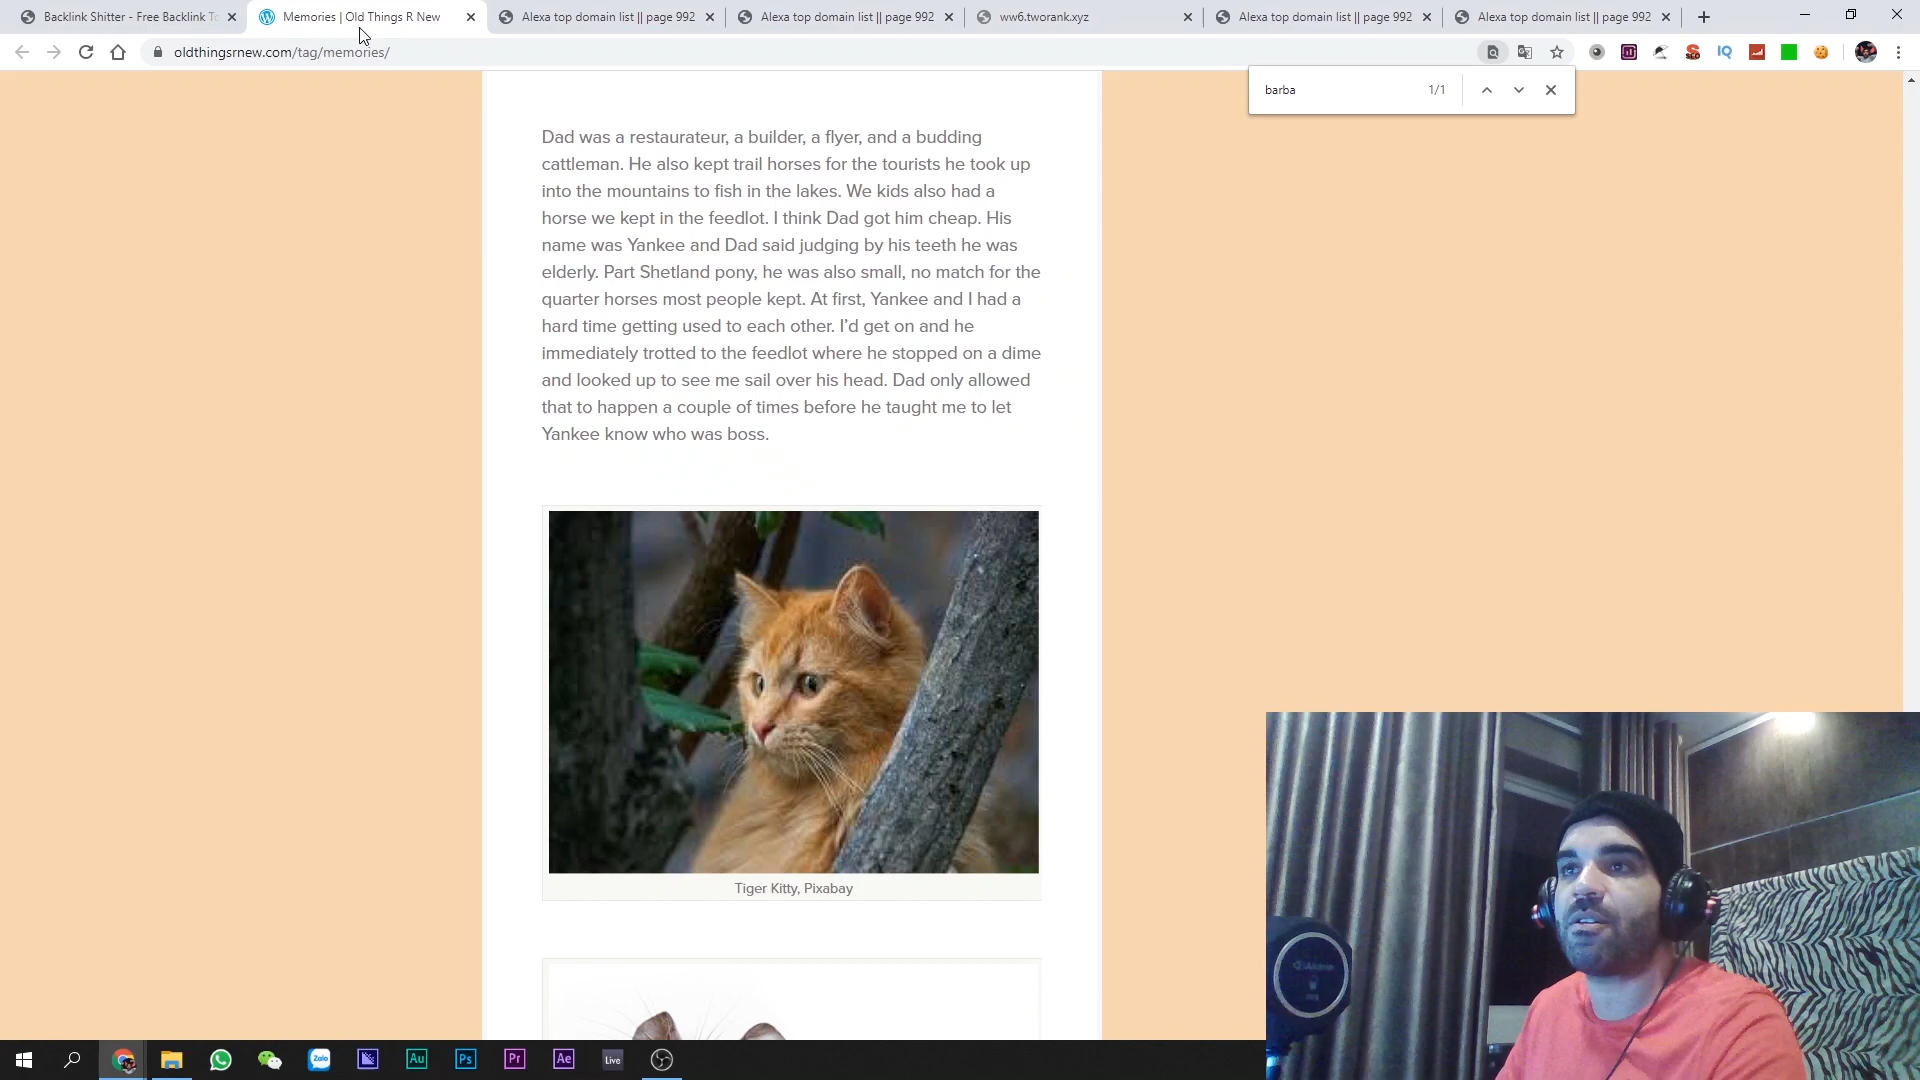 Backlink Shitter - Free Backlink To
Memories | Old Things R New
Alexa top domain list || page 992
Alexa top domain list || page 992
ww6.tworank.xyz
Alexa top domain list || page 992
Alexa top domain list || page 992
oldthingsrnew.com/tag/memories/
barba
1/1
Dad was a restaurateur, a builder, a flyer, and a budding
cattleman. He also kept trail horses for the tourists he took up
into the mountains to fish in the lakes. We kids also had a
horse we kept in the feedlot. I think Dad got him cheap. His
name was Yankee and Dad said judging by his teeth he was
elderly. Part Shetland pony, he was also small, no match for the
quarter horses most people kept. At first, Yankee and I had a
hard time getting used to each other. I’d get on and he
immediately trotted to the feedlot where he stopped on a dime
and looked up to see me sail over his head. Dad only allowed
that to happen a couple of times before he taught me to let
Yankee know who was boss.
Tiger Kitty, Pixabay
Zalo
Au
Ps
Pr
Ae
Live
IQ